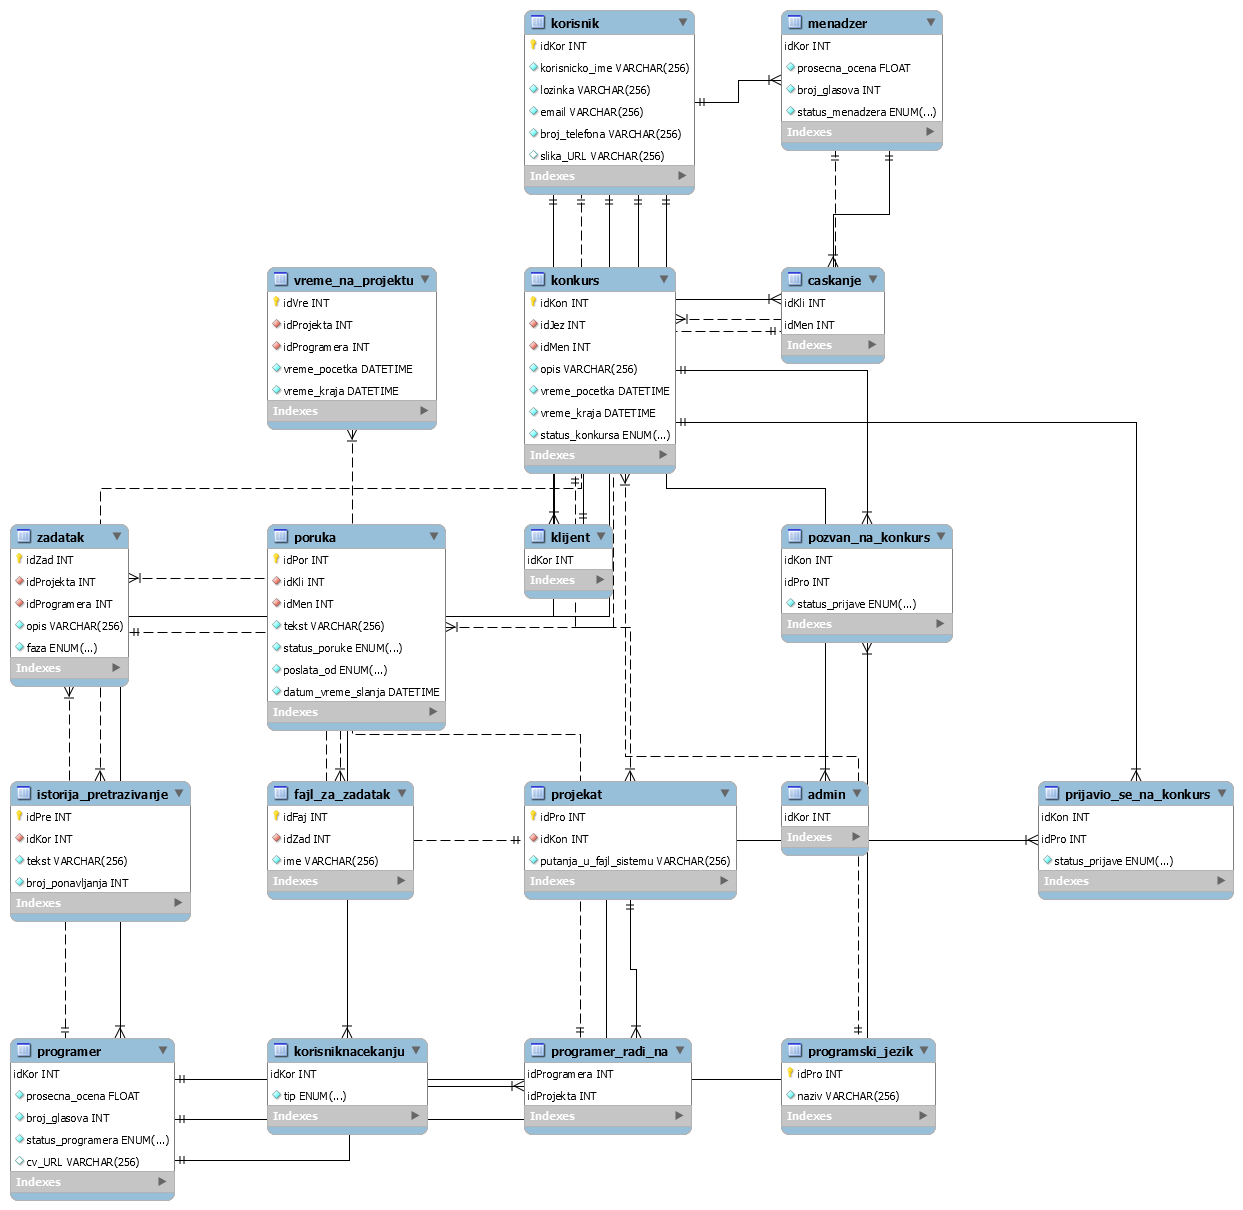 korisnik
idKor INT
korisnicko_ime VARCHAR(256)
lozinka VARCHAR(256)
email VARCHAR(256)
broj_telefona VARCHAR(256)
slika_URL VARCHAR(256)
Indexes
menadzer
idKor INT
prosecna_ocena FLOAT
broj_glasova INT
status_menadzera ENUM(...)
Indexes
vreme_na_projektu
idVre INT
idProjekta INT
idProgramera INT
vreme_pocetka DATETIME
vreme_kraja DATETIME
Indexes
konkurs
idKon INT
idJez INT
idMen INT
opis VARCHAR(256)
vreme_pocetka DATETIME
vreme_kraja DATETIME
status_konkursa ENUM(...)
Indexes
caskanje
idKli INT
idMen INT
Indexes
zadatak
idZad INT
idProjekta INT
idProgramera INT
opis VARCHAR(256)
faza ENUM(...)
Indexes
poruka
idPor INT
idKli INT
idMen INT
tekst VARCHAR(256)
status_poruke ENUM(...)
poslata_od ENUM(...)
datum_vreme_slanja DATETIME
Indexes
klijent
idKor INT
Indexes
pozvan_na_konkurs
idKon INT
idPro INT
status_prijave ENUM(...)
Indexes
istorija_pretrazivanje
idPre INT
idKor INT
tekst VARCHAR(256)
broj_ponavljanja INT
Indexes
fajl_za_zadatak
idFaj INT
idZad INT
ime VARCHAR(256)
Indexes
projekat
idPro INT
idKon INT
putanja_u_fajl_sistemu VARCHAR(256)
Indexes
admin
idKor INT
Indexes
prijavio_se_na_konkurs
idKon INT
idPro INT
status_prijave ENUM(...)
Indexes
programer
idKor INT
prosecna_ocena FLOAT
broj_glasova INT
status_programera ENUM(...)
cv_URL VARCHAR(256)
Indexes
korisniknacekanju
idKor INT
tip ENUM(...)
Indexes
programer_radi_na
idProgramera INT
idProjekta INT
Indexes
programski_jezik
idPro INT
naziv VARCHAR(256)
Indexes